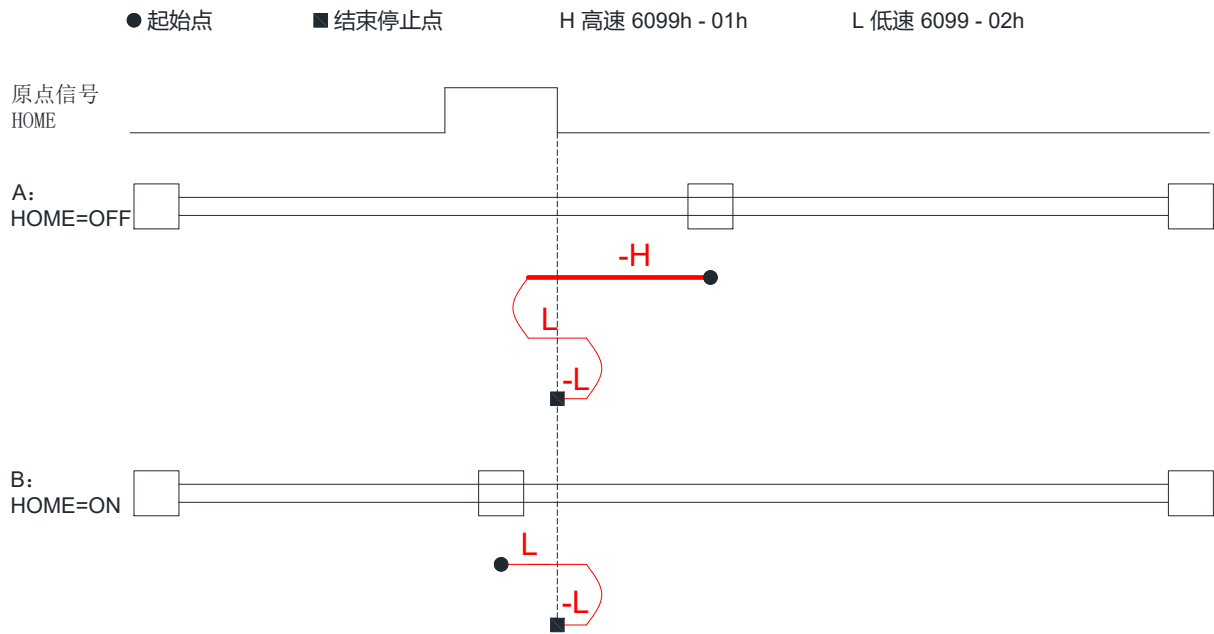 起始点 结束停止点 H 高速 6099h - 01h L 低速 6099 - 02h
原点信号
HOME
A：
HOME=OFF
-H
L
-L
B：
HOME=ON
L
-L